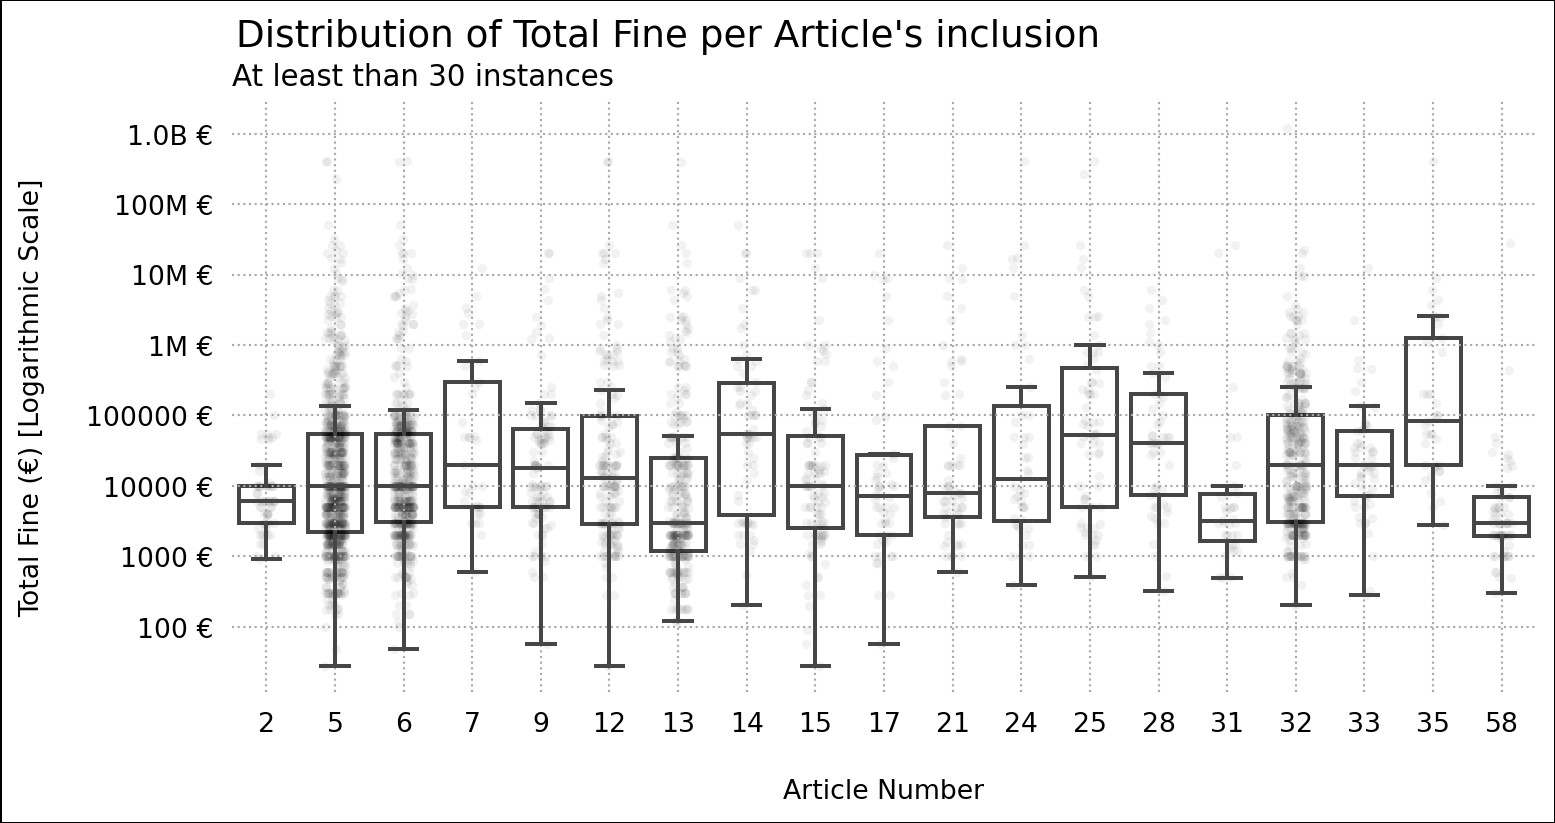 Distribution of Total Fine per Article's inclusion
At least than 30 instances
Total Fine (€) [Logarithmic Scale]
1.0B €
100M €
10M €
1M €
100000 €
10000 €
1000 €
100 €
2 5 6 7 9 12 13 14 15 17 21 24 25 28 31 32 33 35 58
Article Number